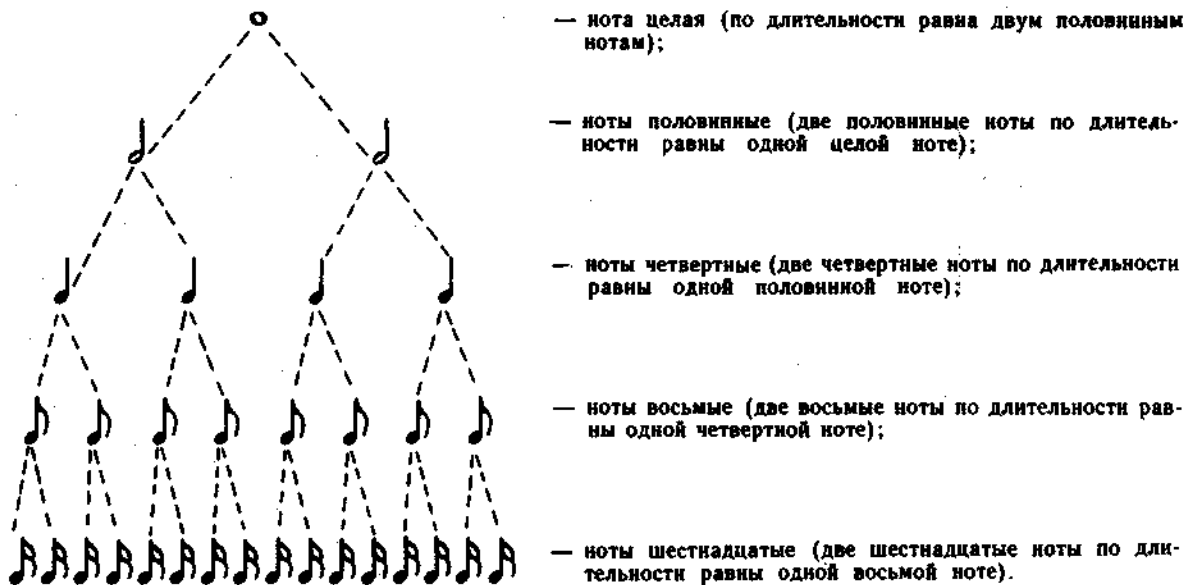 — нота целая (по длительности равна двум половинным
нотам);
— ноты половинные (две половинные ноты по длитель-
ности равны одной целой ноте);
— ноты четвертные (две четвертные ноты по длительности
равны одной половинной ноте);
— ноты восьмые (две восьмые ноты по длительности рав-
ны одной четвертной ноте);
— ноты шестнадцатые (две шестнадцатые ноты по дли-
тельности равны одной восьмой ноте).